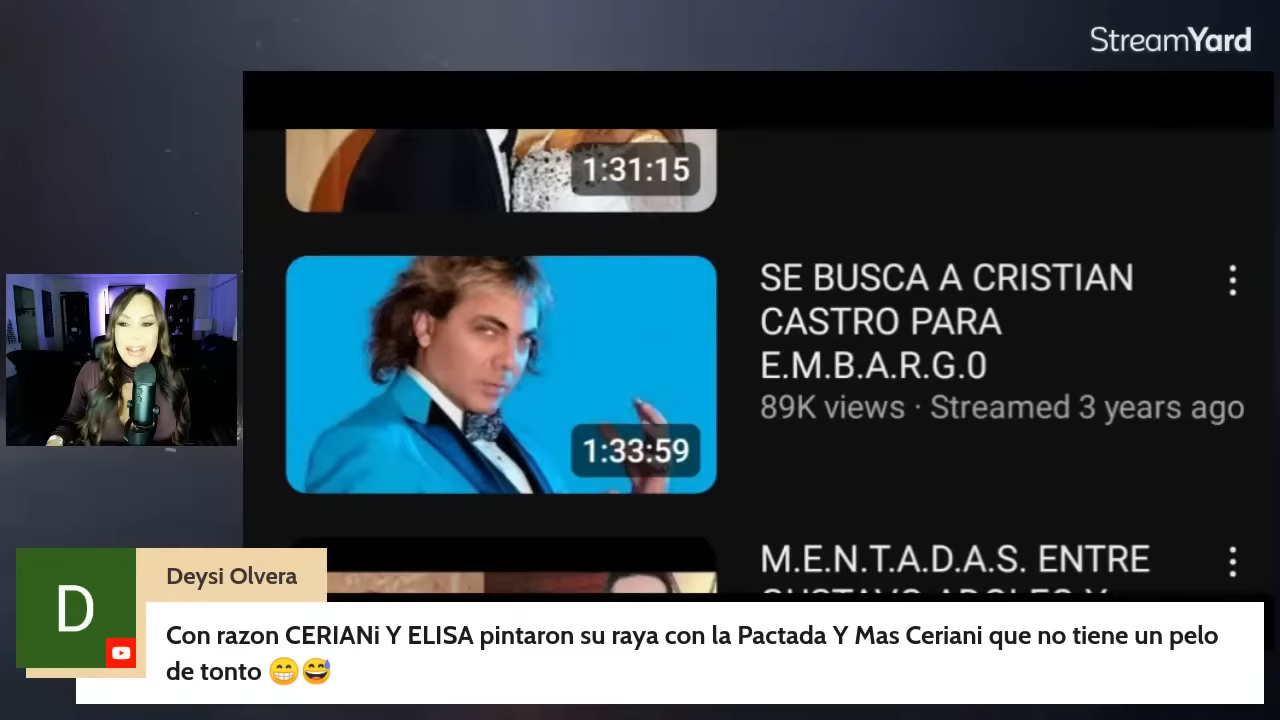 StreamYard
1:31:15
SE BUSCA A CRISTIAN
CASTRO PARA
E.M.B.A.R.G.0
89K views · Streamed 3 years ago
1:33:59
M.E.N.T.A.D.A.S. ENTRE
GUSTAVO ADOLFO Y
D
Deysi Olvera
Con razon CERIANi Y ELISA pintaron su raya con la Pactada Y Mas Ceriani que no tiene un pelo
de tonto 😁😅